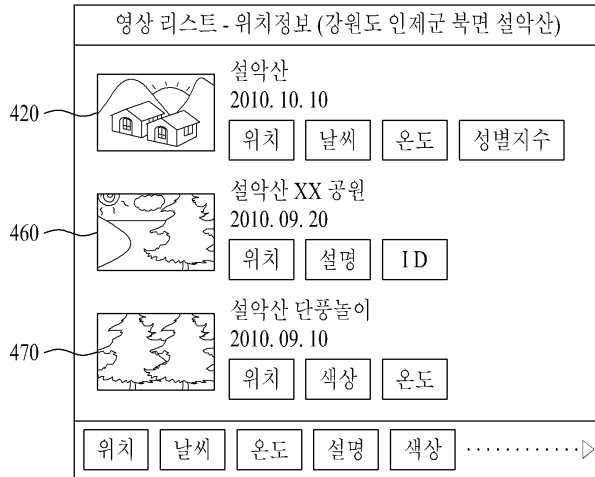 영상 리스트 - 위치정보 (강원도 인제군 북면 설악산)
420
설악산
2010. 10. 10
위치 날씨 온도 성별지수
460
설악산 XX 공원
2010. 09. 20
위치 설명 ID
470
설악산 단풍놀이
2010. 09. 10
위치 색상 온도
위치 날씨 온도 설명 색상